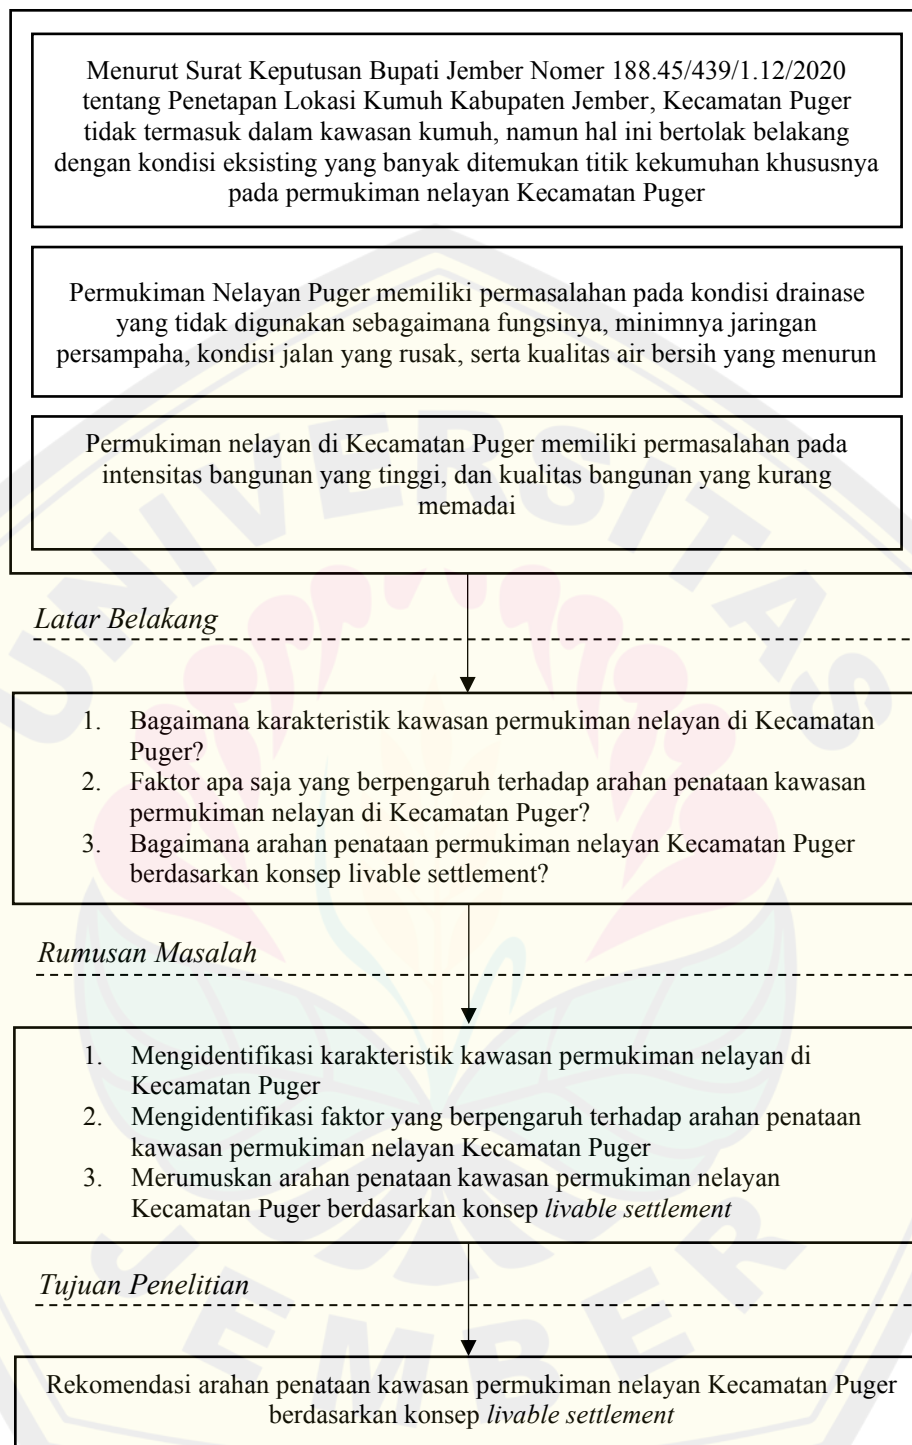 Menurut Surat Keputusan Bupati Jember Nomer 188.45/439/1.12/2020
tentang Penetapan Lokasi Kumuh Kabupaten Jember, Kecamatan Puger
tidak termasuk dalam kawasan kumuh, namun hal ini bertolak belakang
dengan kondisi eksisting yang banyak ditemukan titik kekumuhan khususnya
pada permukiman nelayan Kecamatan Puger
Permukiman Nelayan Puger memiliki permasalahan pada kondisi drainase
yang tidak digunakan sebagaimana fungsinya, minimnya jaringan
persampaha, kondisi jalan yang rusak, serta kualitas air bersih yang menurun
Permukiman nelayan di Kecamatan Puger memiliki permasalahan pada
intensitas bangunan yang tinggi, dan kualitas bangunan yang kurang
memadai
Latar Belakang
1. Bagaimana karakteristik kawasan permukiman nelayan di Kecamatan
Puger?
2. Faktor apa saja yang berpengaruh terhadap arahan penataan kawasan
permukiman nelayan di Kecamatan Puger?
3. Bagaimana arahan penataan permukiman nelayan Kecamatan Puger
berdasarkan konsep livable settlement?
Rumusan Masalah
1. Mengidentifikasi karakteristik kawasan permukiman nelayan di
Kecamatan Puger
2. Mengidentifikasi faktor yang berpengaruh terhadap arahan penataan
kawasan permukiman nelayan Kecamatan Puger
3. Merumuskan arahan penataan kawasan permukiman nelayan
Kecamatan Puger berdasarkan konsep livable settlement
Tujuan Penelitian
Rekomendasi arahan penataan kawasan permukiman nelayan Kecamatan Puger
berdasarkan konsep livable settlement
UNIVERSITAS
JEMBER